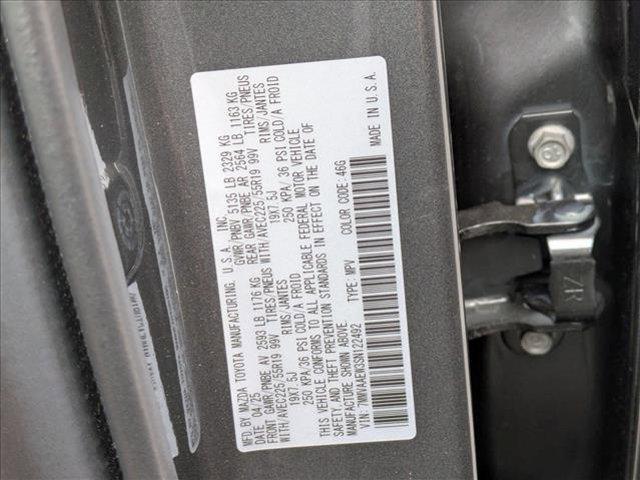 MFD.BY MAZDA TOYOTA MANUFACTURING, U.S.A., INC.
DATE: 04/25 GVWR/PNBV 5135 LB 2329 KG
FRONT GAWR/PNBE AV 2593 LB 1176 KG REAR GAWR/PNBE AR 2564 LB 1163 KG
WITH/AVEC225/55R19 99V TIRES/PNEUS WITH/AVEC225/55R19 99V TIRES/PNEUS
19X7.5J RIMS/JANTES 19X7.5J RIMS/JANTES
250 KPA/36 PSI COLD/A FROID 250 KPA/36 PSI COLD/A FROID
THIS VEHICLE CONFORMS TO ALL APPLICABLE FEDERAL MOTOR VEHICLE
SAFETY, AND THEFT PREVENTION STANDARDS IN EFFECT ON THE DATE OF
MANUFACTURE SHOWN ABOVE.
VIN: 7MMVAAEW3SN122492 TYPE: MPV COLOR CODE: 46G MADE IN U.S.A.
ZR